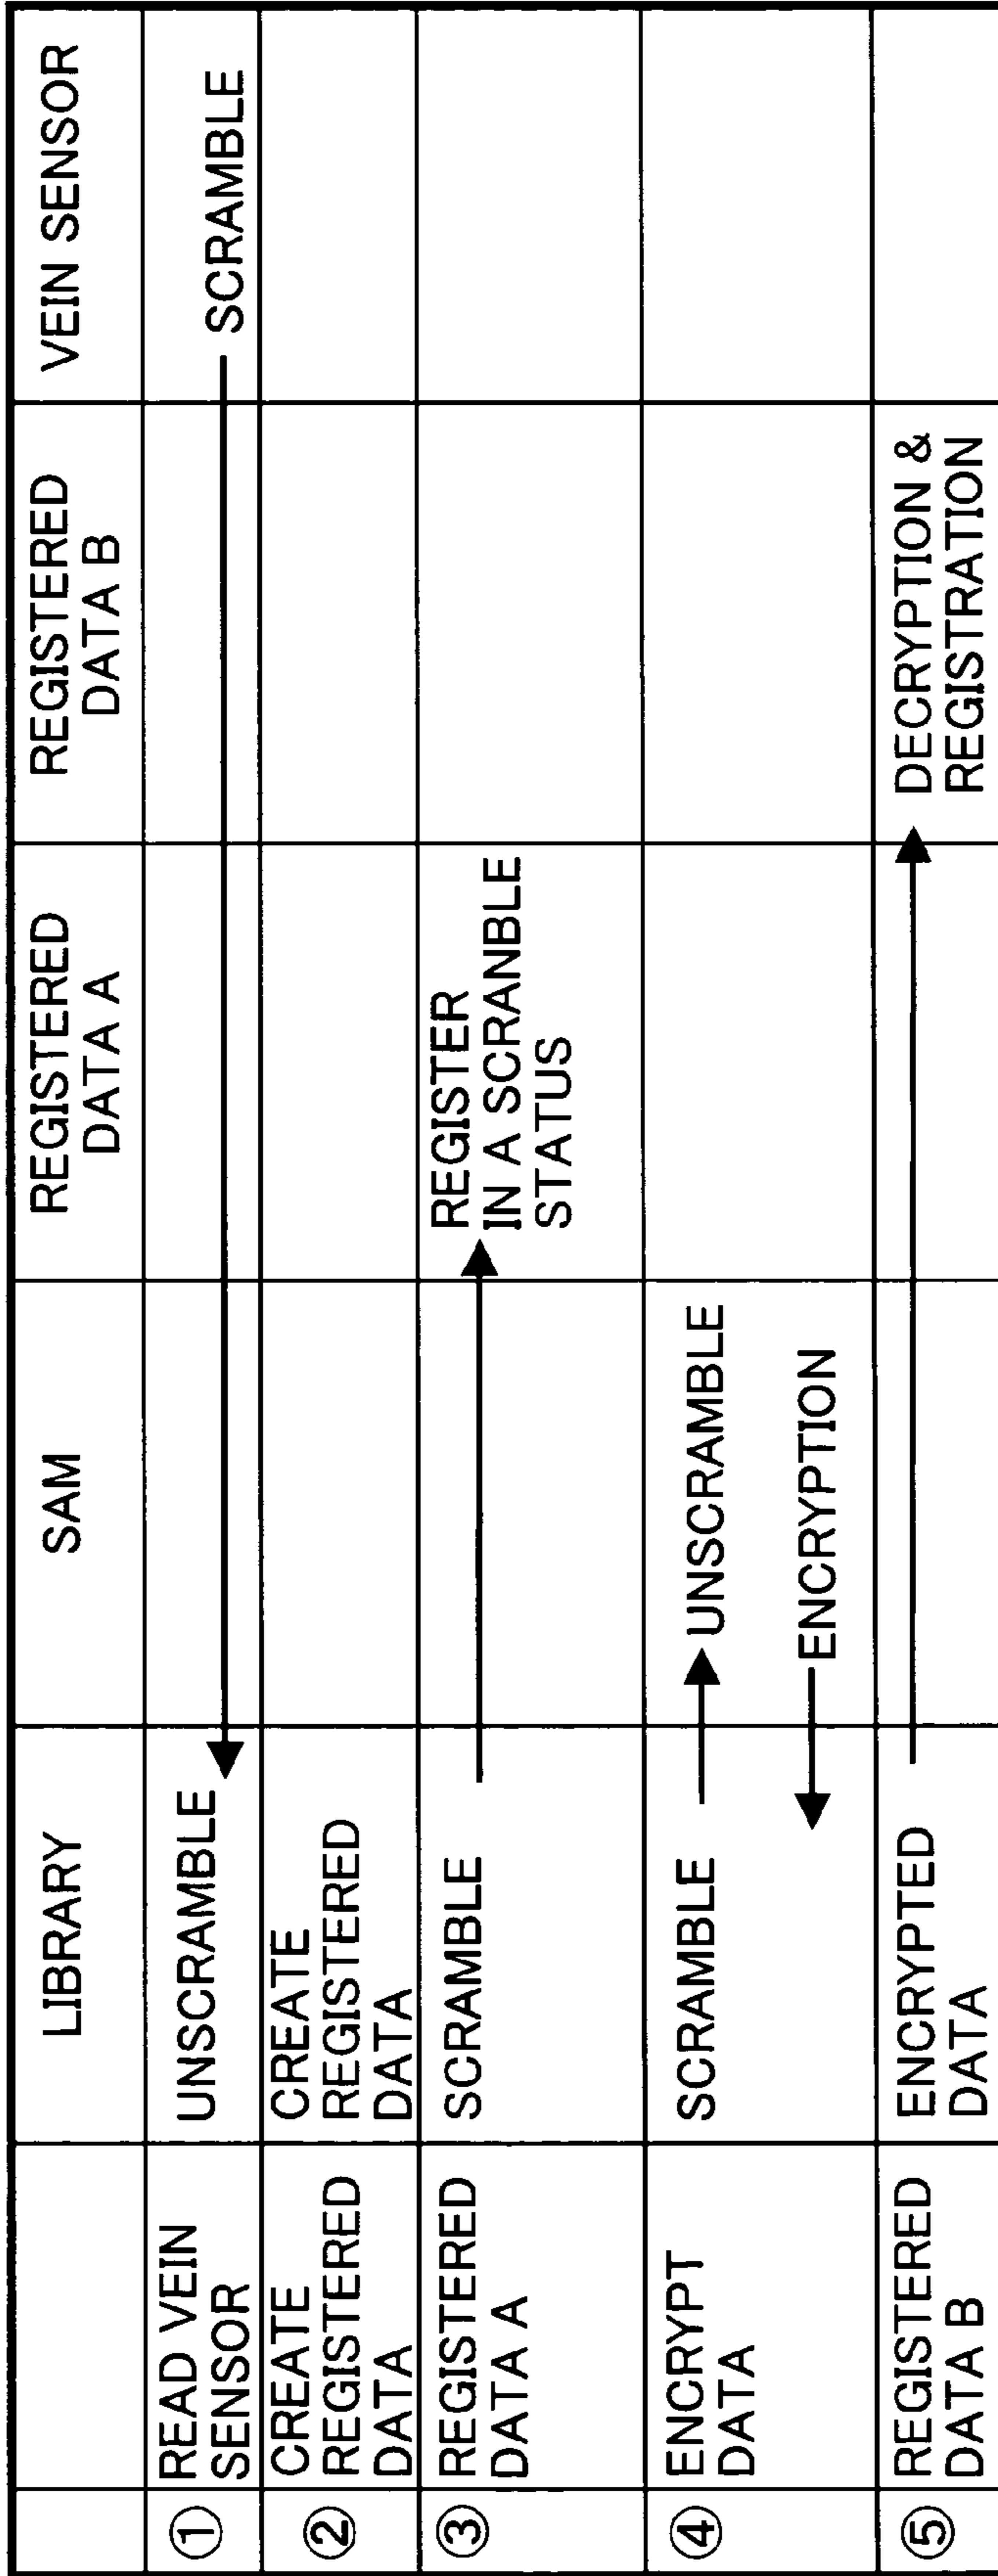 LIBRARY
SAM
REGISTERED
DATA A
REGISTERED
DATA B
VEIN SENSOR
①
READ VEIN
SENSOR
UNSCRAMBLE
SCRAMBLE
②
CREATE
REGISTERED
DATA
CREATE
REGISTERED
DATA
③
REGISTERED
DATA A
SCRAMBLE
REGISTER
IN A SCRANBLE
STATUS
④
ENCRYPT
DATA
SCRAMBLE
UNSCRAMBLE
ENCRYPTION
⑤
REGISTERED
DATA B
ENCRYPTED
DATA
DECRYPTION &
REGISTRATION